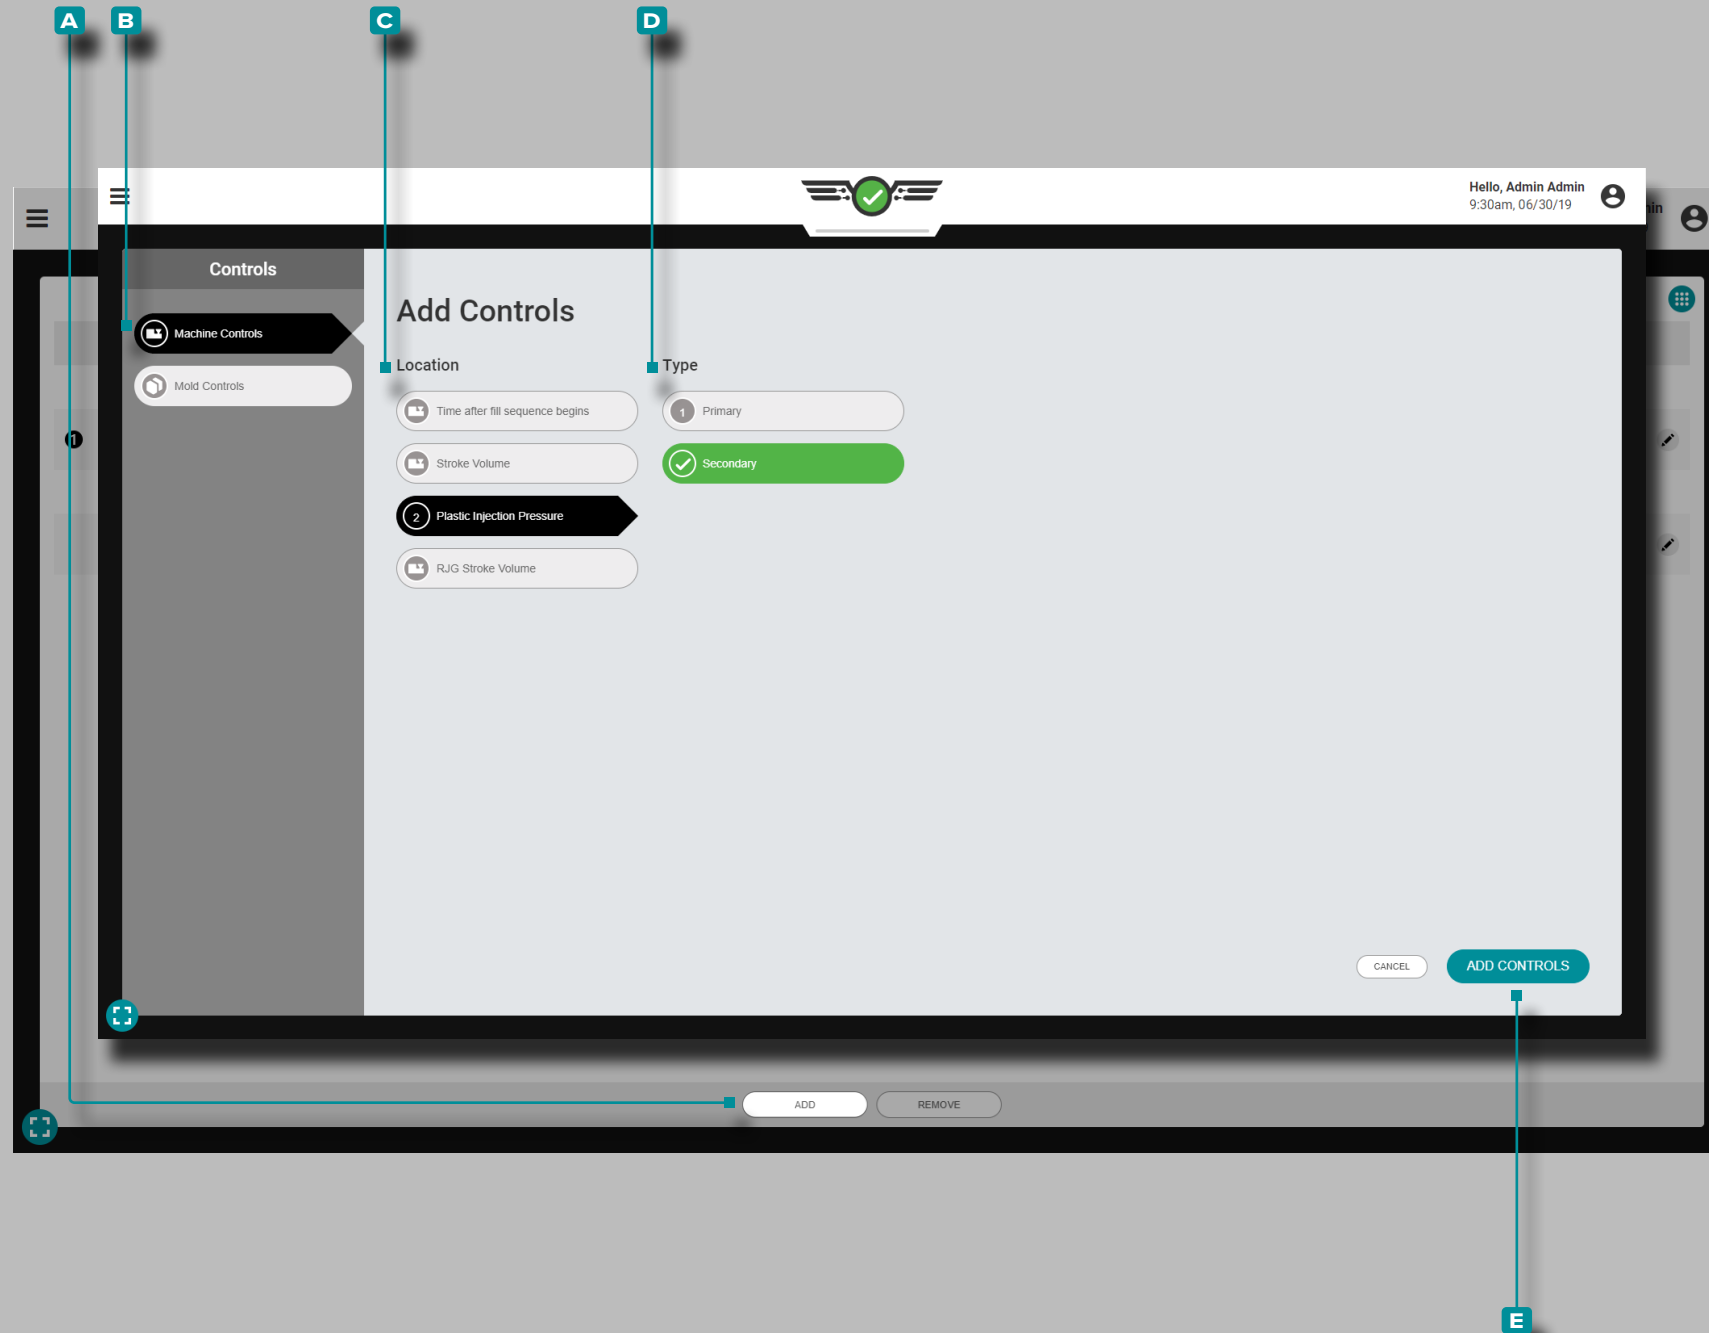 A B C D
Hello, Admin Admin
9:30am, 06/30/19
Controls
Machine Controls
Mold Controls
1
Add Controls
Location
Time after fill sequence begins
Stroke Volume
2 Plastic Injection Pressure
RJG Stroke Volume
Type
1 Primary
Secondary
CANCEL
ADD CONTROLS
ADD
REMOVE
E